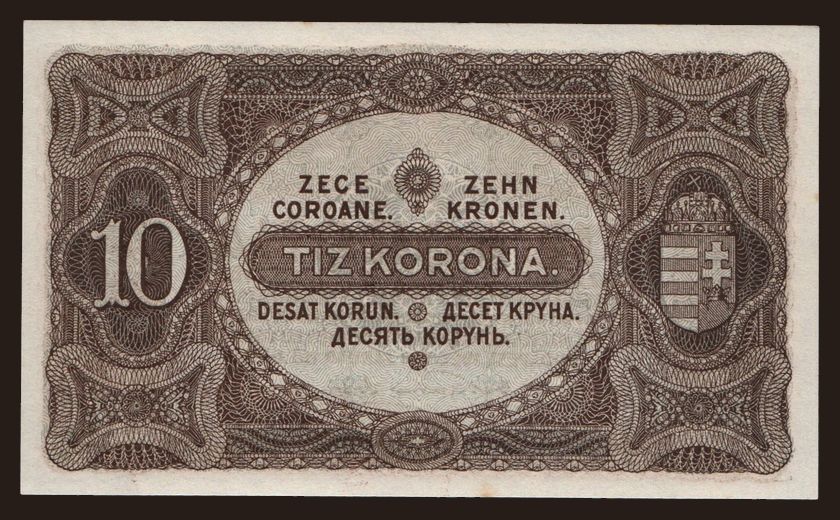 ZECE COROANE.
ZEHN KRONEN.
10
TIZ KORONA.
DESAT KORUN.
ДЕСЕТ КРУНА.
ДЕСЯТЬ КОРУНЬ.